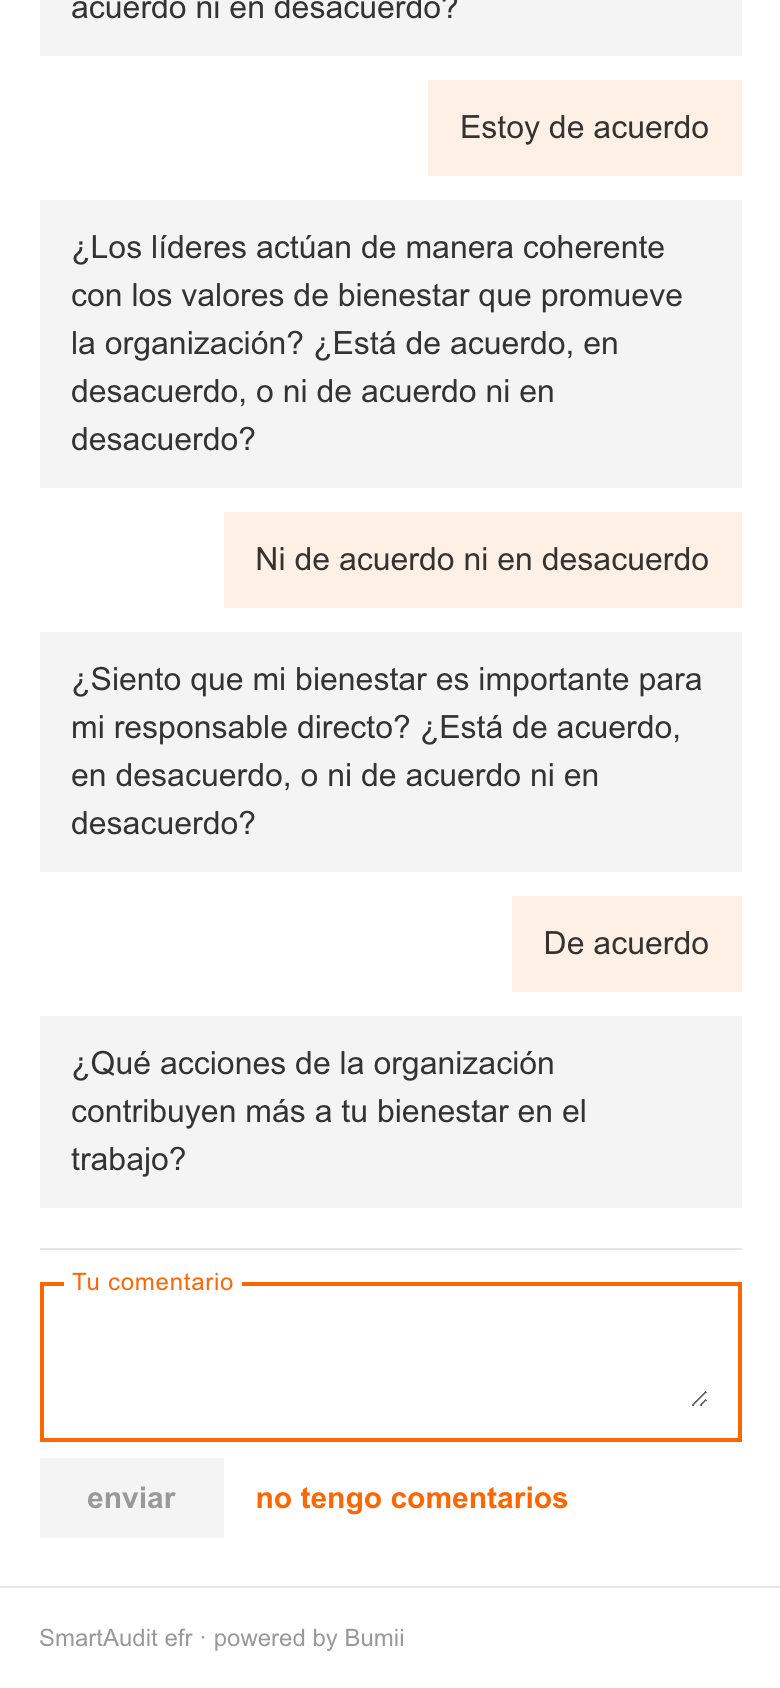 acuerdo ni en desacuerdo?
Estoy de acuerdo
¿Los líderes actúan de manera coherente
con los valores de bienestar que promueve
la organización? ¿Está de acuerdo, en
desacuerdo, o ni de acuerdo ni en
desacuerdo?
Ni de acuerdo ni en desacuerdo
¿Siento que mi bienestar es importante para
mi responsable directo? ¿Está de acuerdo,
en desacuerdo, o ni de acuerdo ni en
desacuerdo?
De acuerdo
¿Qué acciones de la organización
contribuyen más a tu bienestar en el
trabajo?
Tu comentario
enviar no tengo comentarios
SmartAudit efr · powered by Bumii